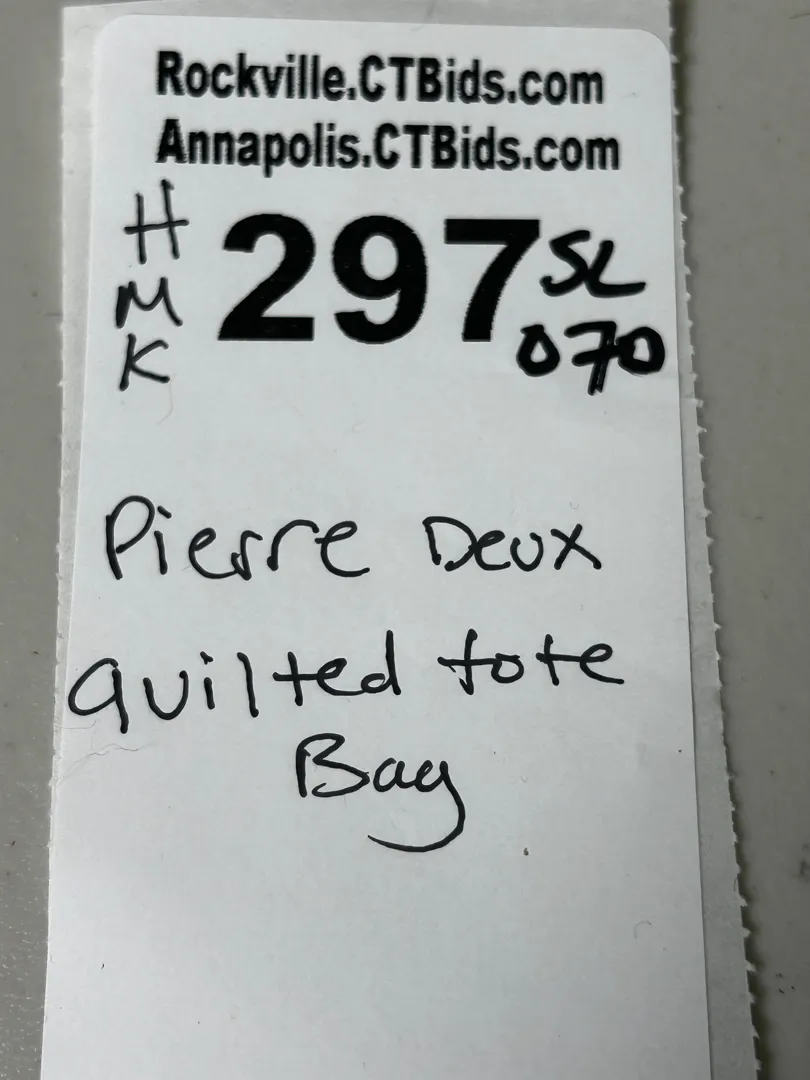 Rockville.CTBids.com
Annapolis.CTBids.com
H
M
K
297
SL
070
Pierre Deux
quilted tote
Bag